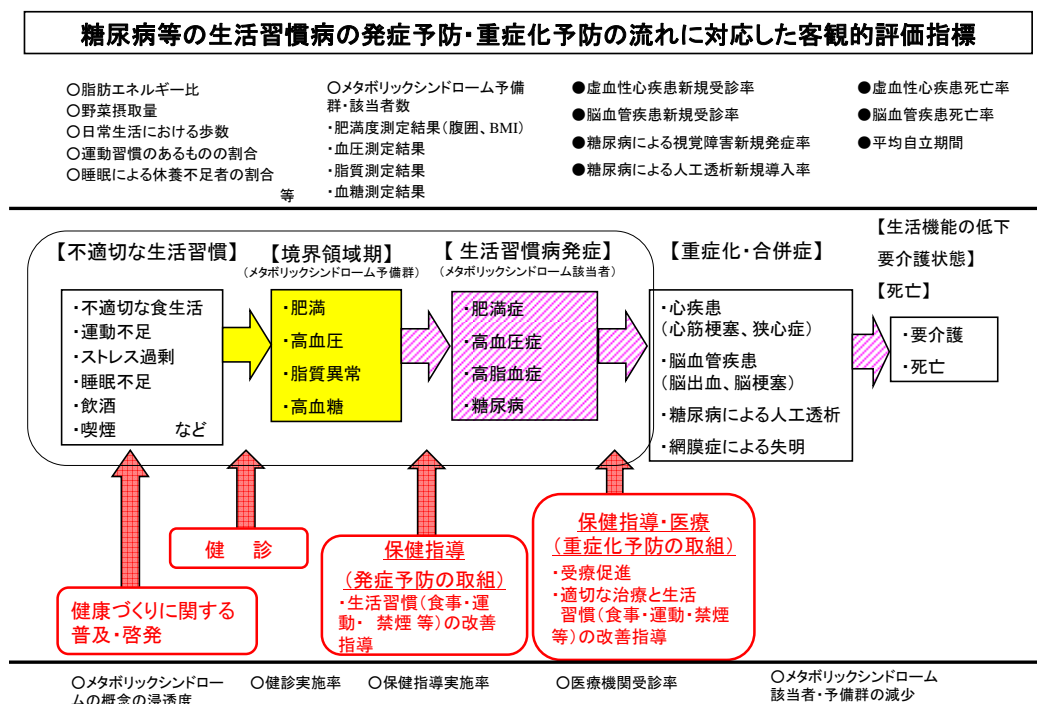 糖尿病等の生活習慣病の発症予防・重症化予防の流れに対応した客観的評価指標
○脂肪エネルギー比
○野菜摂取量
○日常生活における歩数
○運動習慣のあるものの割合
○睡眠による休養不足者の割合
等
○メタボリックシンドローム予備
群・該当者数
・肥満度測定結果(腹囲、BMI)
・血圧測定結果
・脂質測定結果
・血糖測定結果
●虚血性心疾患新規受診率
●脳血管疾患新規受診率
●糖尿病による視覚障害新規発症率
●糖尿病による人工透析新規導入率
●虚血性心疾患死亡率
●脳血管疾患死亡率
●平均自立期間
【不適切な生活習慣】
・不適切な食生活
・運動不足
・ストレス過剰
・睡眠不足
・飲酒
・喫煙 など
【境界領域期】
(メタボリックシンドローム予備群)
・肥満
・高血圧
・脂質異常
・高血糖
【 生活習慣病発症】
(メタボリックシンドローム該当者)
・肥満症
・高血圧症
・高脂血症
・糖尿病
【重症化・合併症】
・心疾患
(心筋梗塞、狭心症)
・脳血管疾患
(脳出血、脳梗塞)
・糖尿病による人工透析
・網膜症による失明
【生活機能の低下
要介護状態】
【死亡】
・要介護
・死亡
健康づくりに関する
普及・啓発
健 診
保健指導
(発症予防の取組)
・生活習慣(食事・運
動・ 禁煙 等)の改善
指導
保健指導・医療
(重症化予防の取組)
・受療促進
・適切な治療と生活
習慣(食事・運動・禁煙
等)の改善指導
○メタボリックシンドロー
ムの概念の浸透度
○健診実施率
○保健指導実施率
○医療機関受診率
○メタボリックシンドローム
該当者・予備群の減少